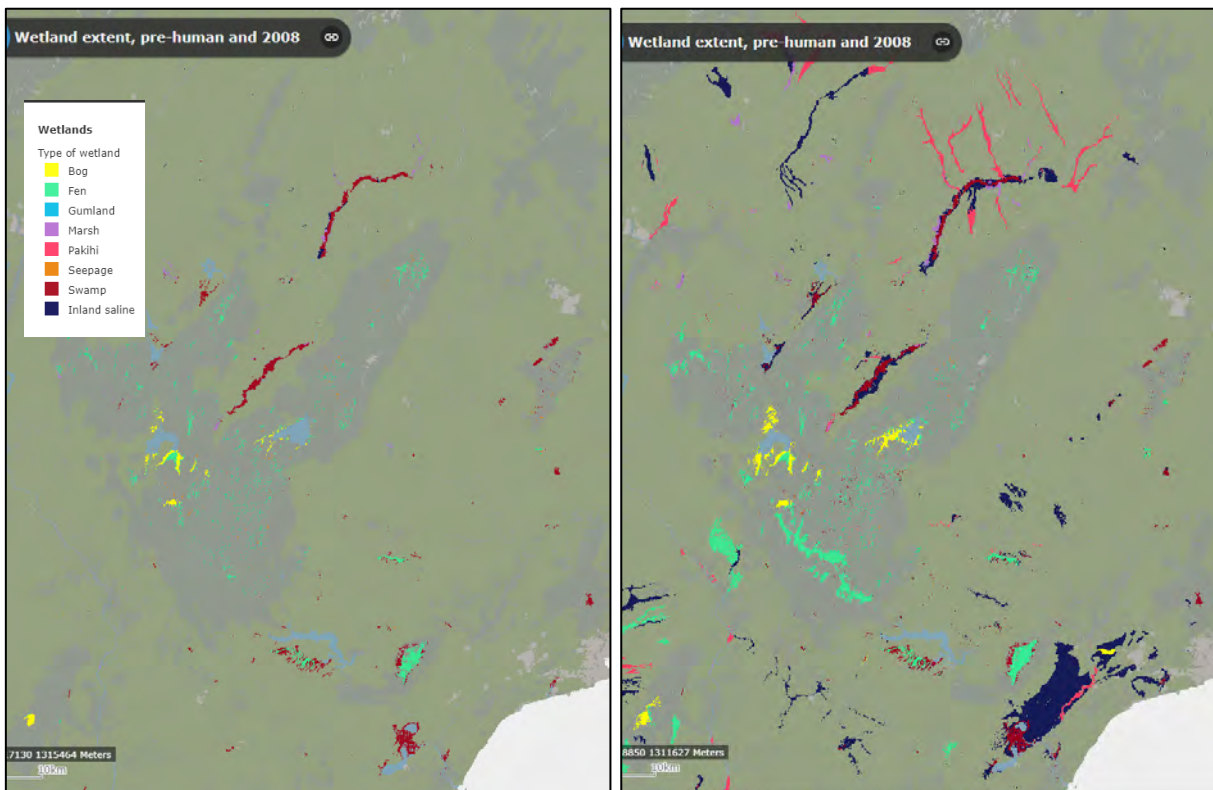 Wetland extent, pre-human and 2008
Wetlands
Type of wetland
Bog
Fen
Gumland
Marsh
Pakihi
Seepage
Swamp
Inland saline
7130 1315464 Meters
10km
Wetland extent, pre-human and 2008
8850 1311627 Meters
10km